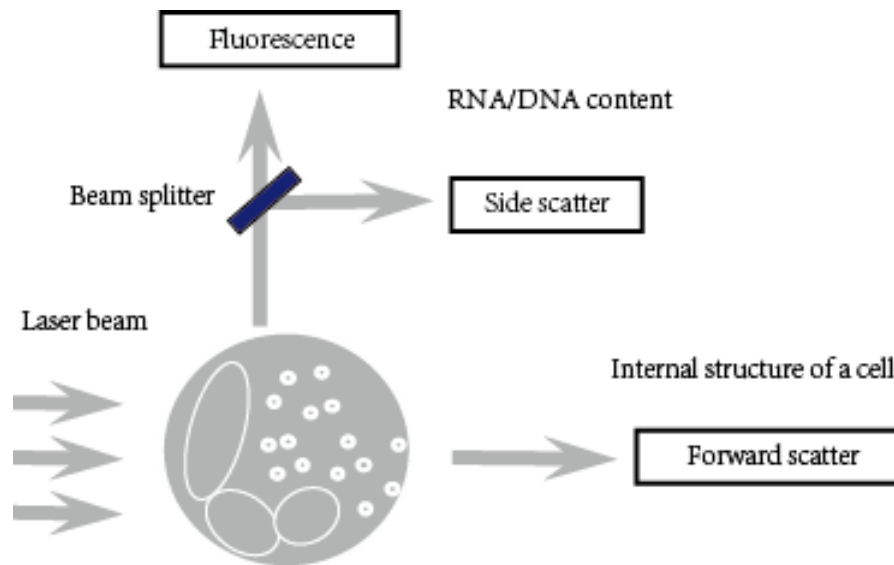 Fluorescence
RNA/DNA content
Beam splitter
Side scatter
Laser beam
Internal structure of a cell
Forward scatter